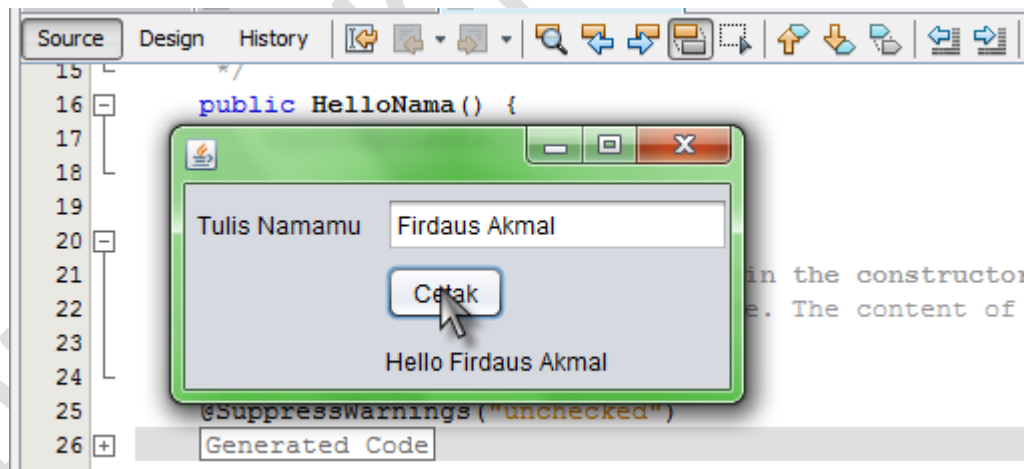 Source Design History
15 */
16 public HelloNama() {
17
18
19
20
21 in the constructor
22 e. The content of
23
24
25 @SuppressWarnings("unchecked")
26 Generated Code
Tulis Namamu Firdaus Akmal
Cetak
Hello Firdaus Akmal